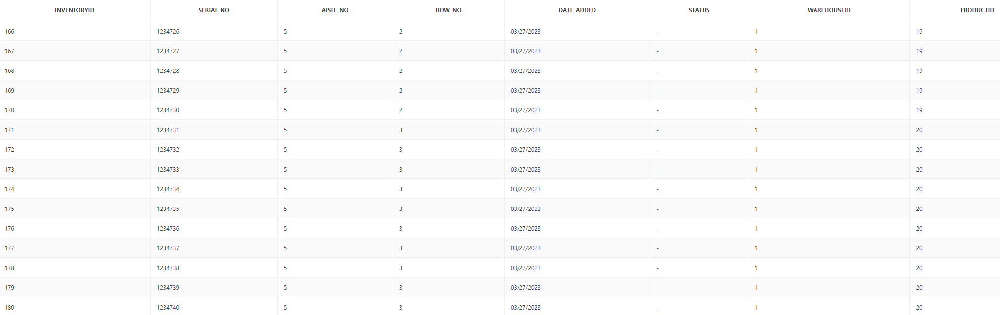 INVENTORYID SERIAL_NO AISLE_NO ROW_NO DATE_ADDED STATUS WAREHOUSEID PRODUCTID
166 1234726 5 2 03/27/2023 - 1 19
167 1234727 5 2 03/27/2023 - 1 19
168 1234728 5 2 03/27/2023 - 1 19
169 1234729 5 2 03/27/2023 - 1 19
170 1234730 5 2 03/27/2023 - 1 19
171 1234731 5 3 03/27/2023 - 1 20
172 1234732 5 3 03/27/2023 - 1 20
173 1234733 5 3 03/27/2023 - 1 20
174 1234734 5 3 03/27/2023 - 1 20
175 1234735 5 3 03/27/2023 - 1 20
176 1234736 5 3 03/27/2023 - 1 20
177 1234737 5 3 03/27/2023 - 1 20
178 1234738 5 3 03/27/2023 - 1 20
179 1234739 5 3 03/27/2023 - 1 20
180 1234740 5 3 03/27/2023 - 1 20